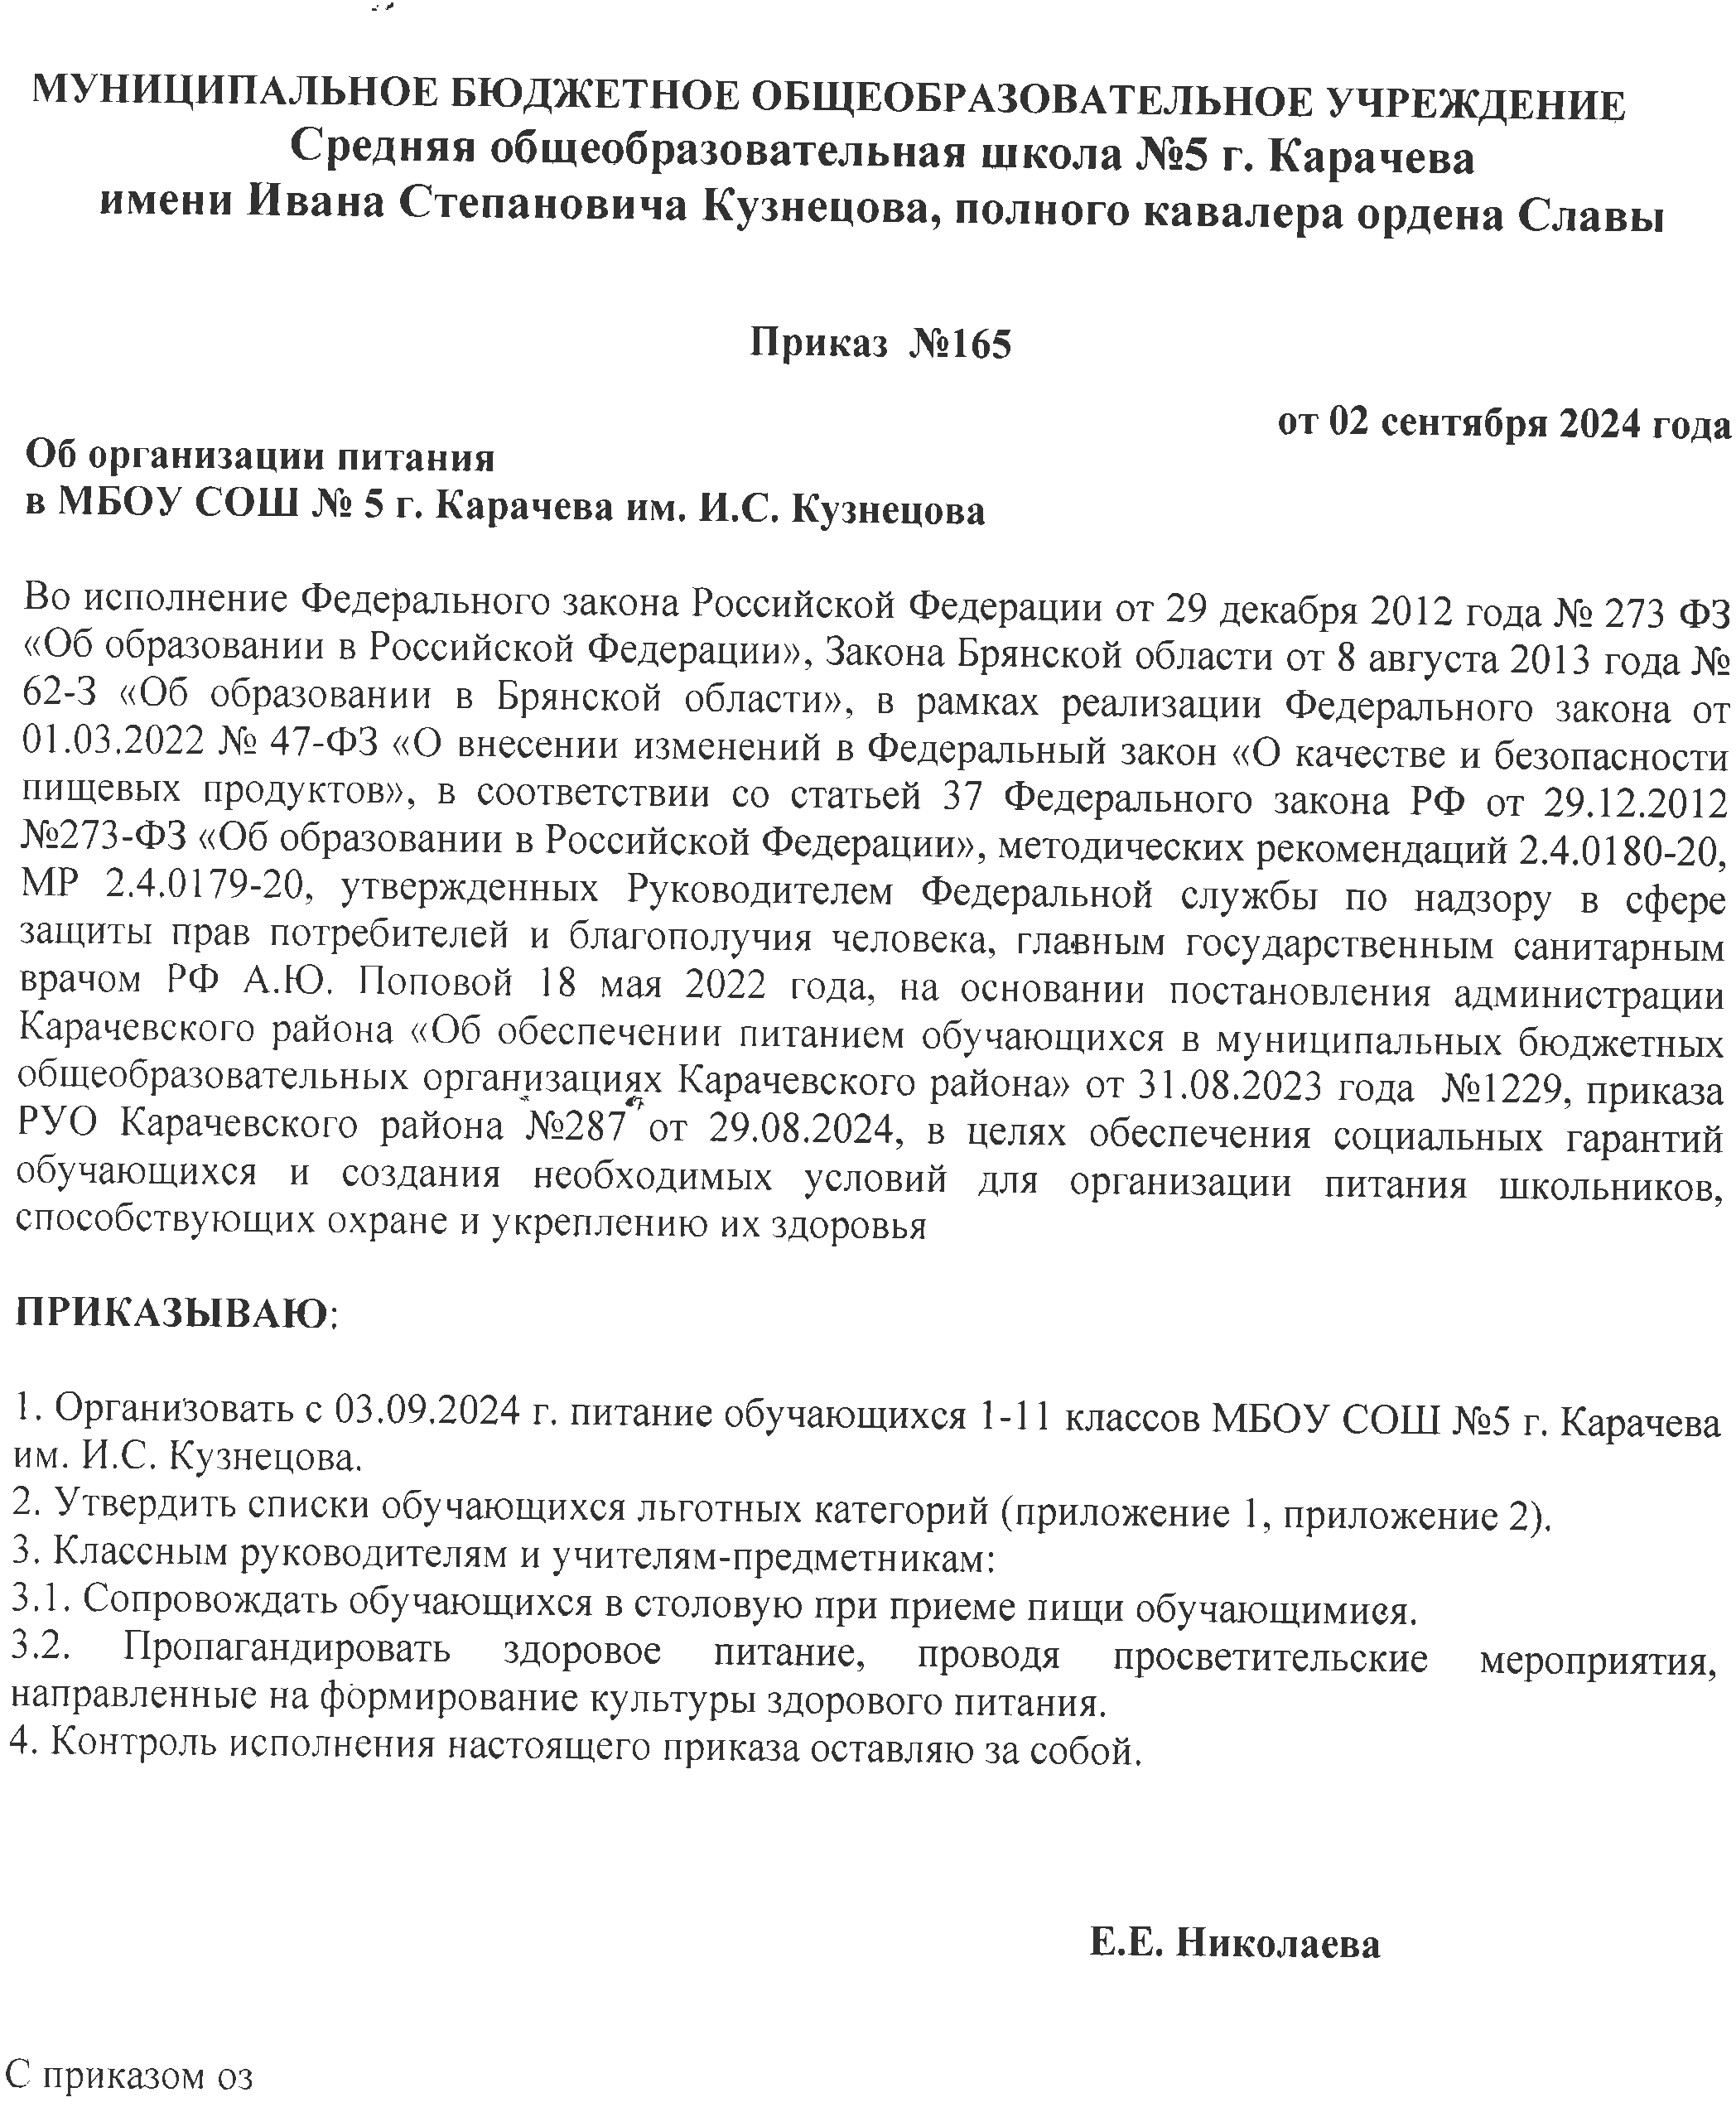 МУНИЦИПАЛЬНОЕ БЮДЖЕТНОЕ ОБЩЕОБРАЗОВАТЕЛЬНОЕ УЧРЕЖДЕНИЕ
Средняя общеобразовательная школа №5 г. Карачева
имени Ивана Степановича Кузнецова, полного кавалера ордена Славы
Приказ №165
от 02 сентября 2024 года
Об организации питания
в МБОУ СОШ № 5 г. Карачева им. И.С. Кузнецова
Во исполнение Федерального закона Российской Федерации от 29 декабря 2012 года № 273 ФЗ
«Об образовании в Российской Федерации», Закона Брянской области от 8 августа 2013 года №
62-З «Об образовании в Брянской области», в рамках реализации Федерального закона от
01.03.2022 № 47-ФЗ «О внесении изменений в Федеральный закон «О качестве и безопасности
пищевых продуктов», в соответствии со статьей 37 Федерального закона РФ от 29.12.2012
№273-ФЗ «Об образовании в Российской Федерации», методических рекомендаций 2.4.0180-20,
МР 2.4.0179-20, утвержденных Руководителем Федеральной службы по надзору в сфере
защиты прав потребителей и благополучия человека, главным государственным санитарным
врачом РФ А.Ю. Поповой 18 мая 2022 года, на основании постановления администрации
Карачевского района «Об обеспечении питанием обучающихся в муниципальных бюджетных
общеобразовательных организациях Карачевского района» от 31.08.2023 года №1229, приказа
РУО Карачевского района №287 от 29.08.2024, в целях обеспечения социальных гарантий
обучающихся и создания необходимых условий для организации питания школьников,
способствующих охране и укреплению их здоровья
ПРИКАЗЫВАЮ:
1. Организовать с 03.09.2024 г. питание обучающихся 1-11 классов МБОУ СОШ №5 г. Карачева
им. И.С. Кузнецова.
2. Утвердить списки обучающихся льготных категорий (приложение 1, приложение 2).
3. Классным руководителям и учителям-предметникам:
3.1. Сопровождать обучающихся в столовую при приеме пищи обучающимися.
3.2. Пропагандировать здоровое питание, проводя просветительские мероприятия,
направленные на формирование культуры здорового питания.
4. Контроль исполнения настоящего приказа оставляю за собой.
Е.Е. Николаева
С приказом оз